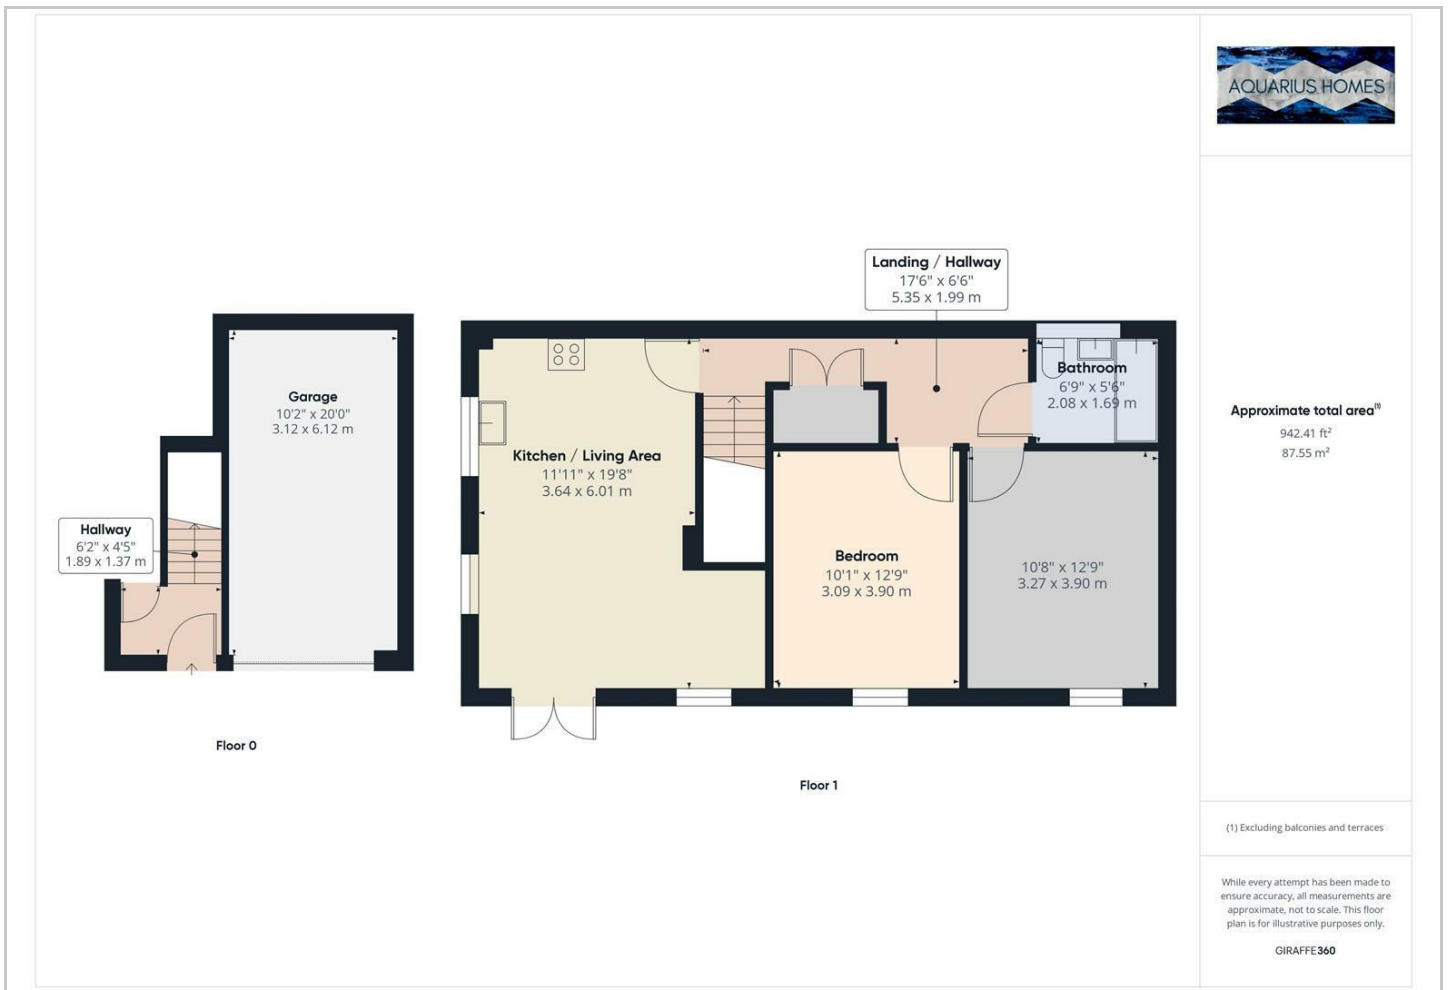 AQUARIUS HOMES
Landing / Hallway
17'6" x 6'6"
5.35 x 1.99 m
Garage
10'2" x 20'0"
3.12 x 6.12 m
Bathroom
6'9" x 5'6"
2.08 x 1.69 m
Kitchen / Living Area
11'11" x 19'8"
3.64 x 6.01 m
Hallway
6'2" x 4'5"
1.89 x 1.37 m
Bedroom
10'1" x 12'9"
3.09 x 3.90 m
10'8" x 12'9"
3.27 x 3.90 m
Floor 0
Floor 1
Approximate total area(1)
942.41 ft²
87.55 m²
(1) Excluding balconies and terraces
While every attempt has been made to
ensure accuracy, all measurements are
approximate, not to scale. This floor
plan is for illustrative purposes only.
GIRAFFE360